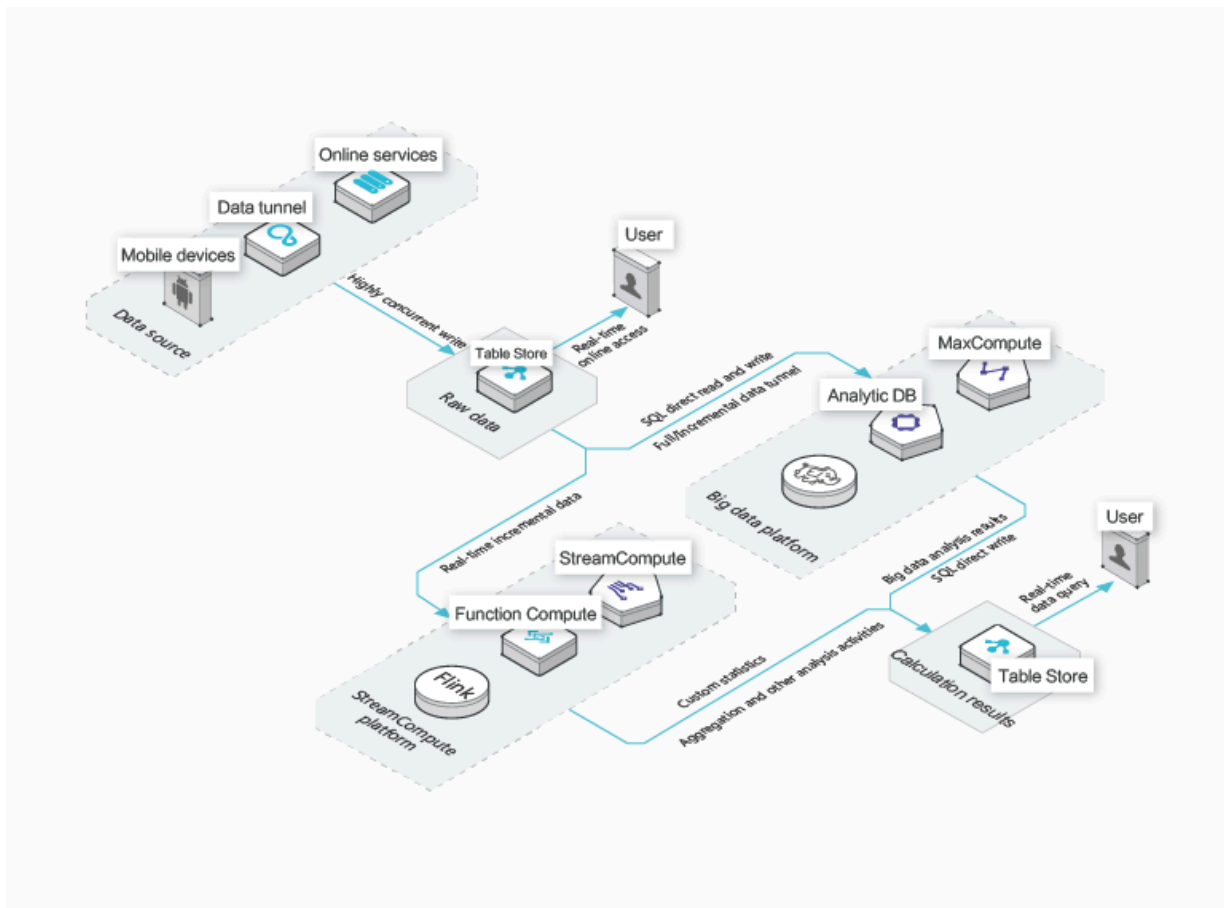 Online services
Data tunnel
Mobile devices
Data source
Highly concurrent write
User
Real-time
online access
Table Store
Raw data
SQL direct read and write
Full/incremental data tunnel
MaxCompute
Analytic DB
Big data platform
Real-time incremental data
StreamCompute
Function Compute
Flink
StreamCompute
platform
Big data analysis results
SQL direct write
User
Real-time
data query
Custom statistics
Aggregation and other analysis activities
Table Store
Calculation results